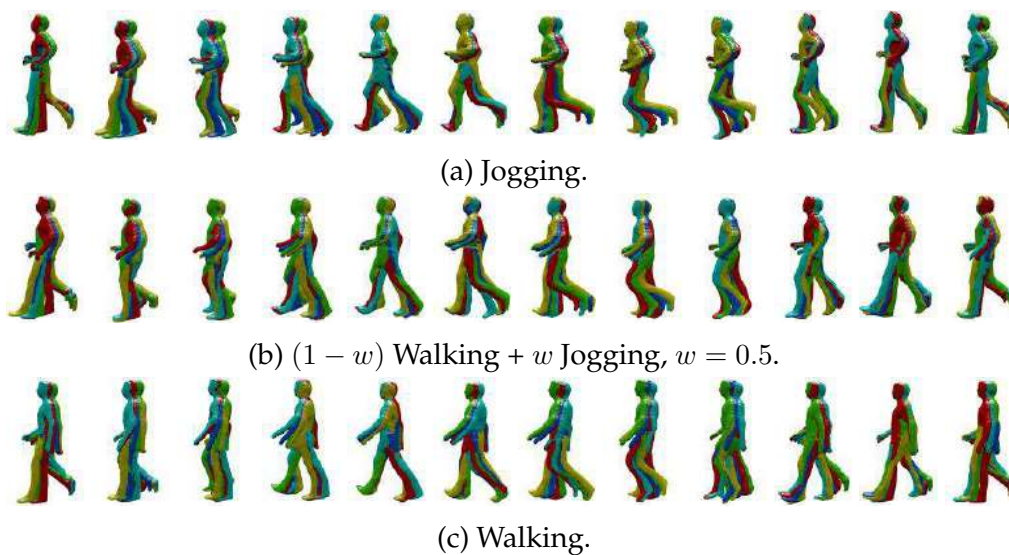 (a) Jogging.
(b) (1 − w) Walking + w Jogging, w = 0.5.
(c) Walking.